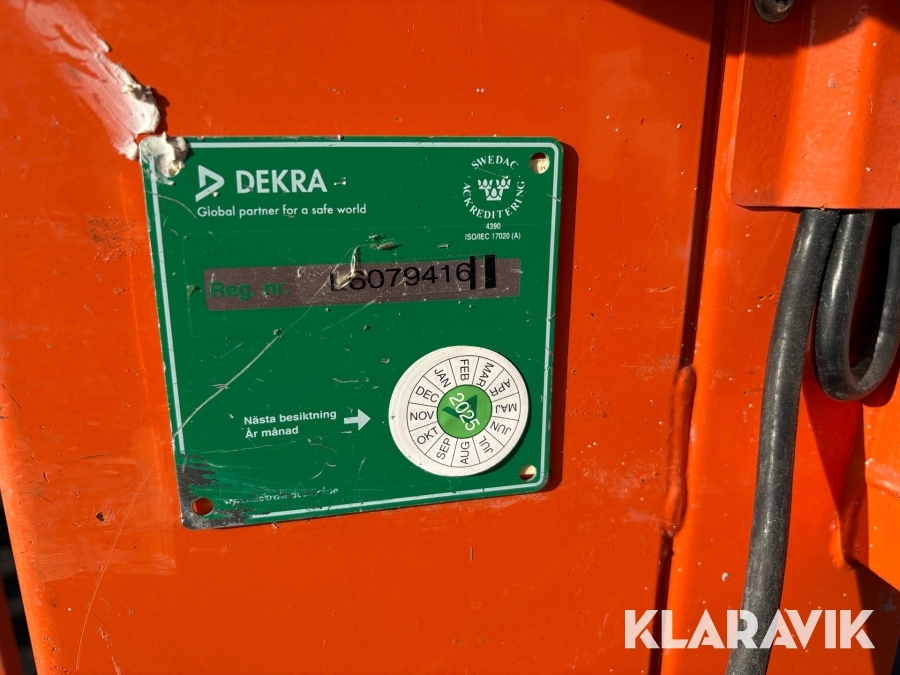 DEKRA
Global partner for a safe world
SWEDAC
ACKREDITERING
4390
ISO/IEC 17020 (A)
Reg. nr
L6079416
Nästa besiktning
År månad
JAN
FEB
MAR
APR
MAJ
JUN
JUL
AUG
SEP
OKT
NOV
DEC
2025
KLARAVIK